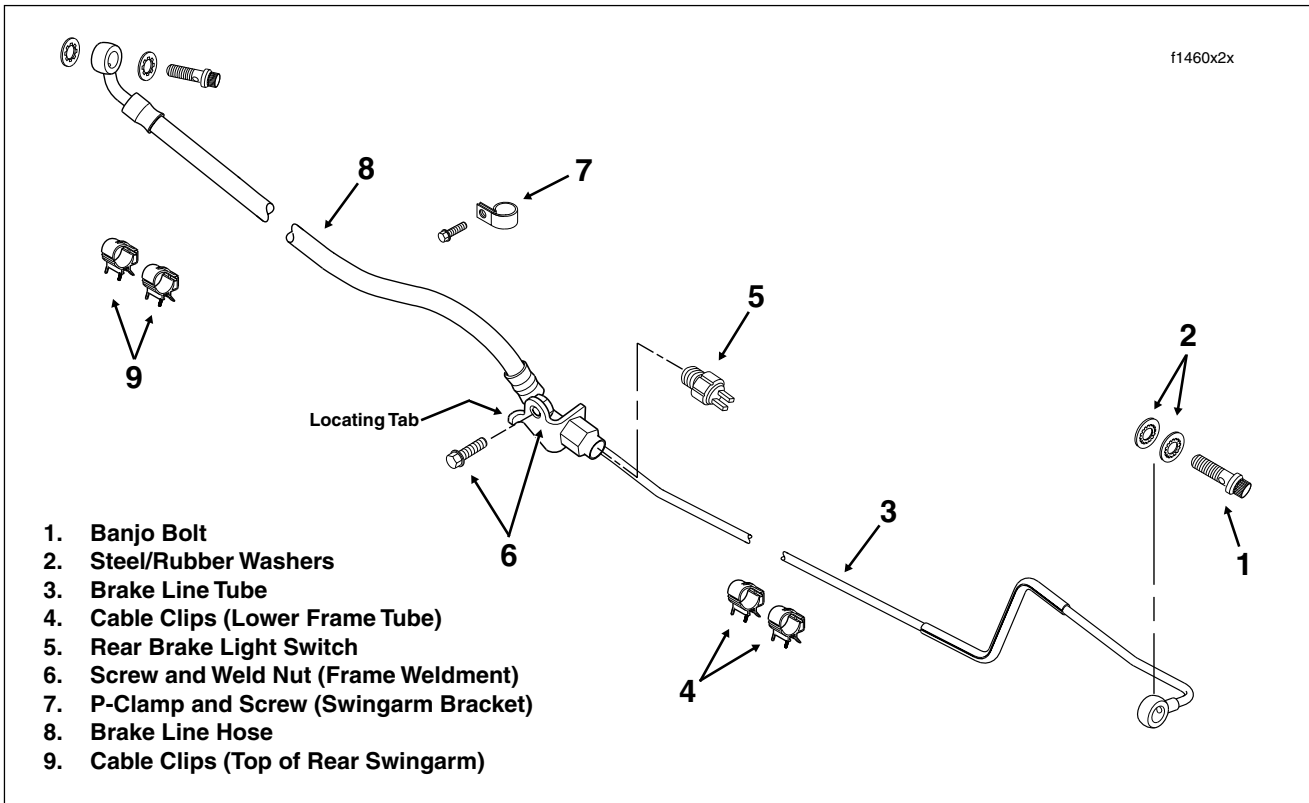 f1460x2x
8
7
5
2
9
Locating Tab
6
3
1
4
1. Banjo Bolt
2. Steel/Rubber Washers
3. Brake Line Tube
4. Cable Clips (Lower Frame Tube)
5. Rear Brake Light Switch
6. Screw and Weld Nut (Frame Weldment)
7. P-Clamp and Screw (Swingarm Bracket)
8. Brake Line Hose
9. Cable Clips (Top of Rear Swingarm)